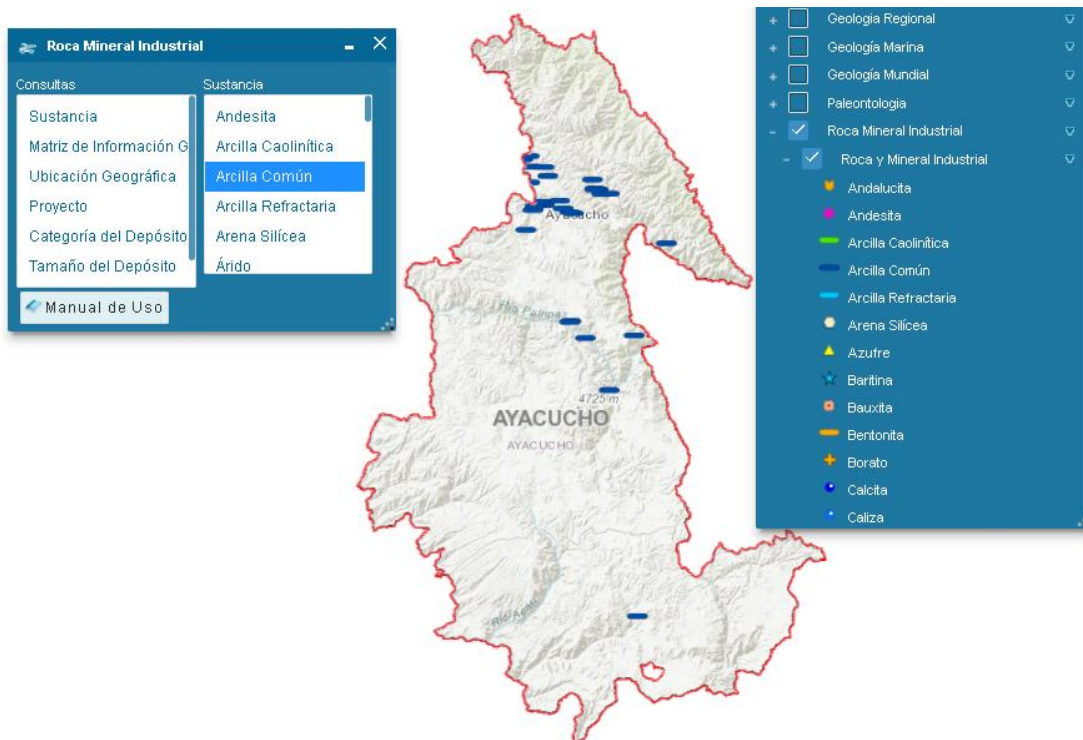 Roca Mineral Industrial
Consultas
Sustancia
Matriz de Información G
Ubicación Geográfica
Proyecto
Categoría del Depósito
Tamaño del Depósito
Sustancia
Andesita
Arcilla Caolinítica
Arcilla Común
Arcilla Refractaria
Arena Silícea
Árido
Manual de Uso
Ayacucho
Río Pampas
4725 m
AYACUCHO
AYACUCHO
Geologia Regional
Geología Marina
Geología Mundial
Paleontologia
Roca Mineral Industrial
Roca y Mineral Industrial
Andalucita
Andesita
Arcilla Caolinítica
Arcilla Común
Arcilla Refractaria
Arena Silícea
Azufre
Baritina
Bauxita
Bentonita
Borato
Calcita
Caliza